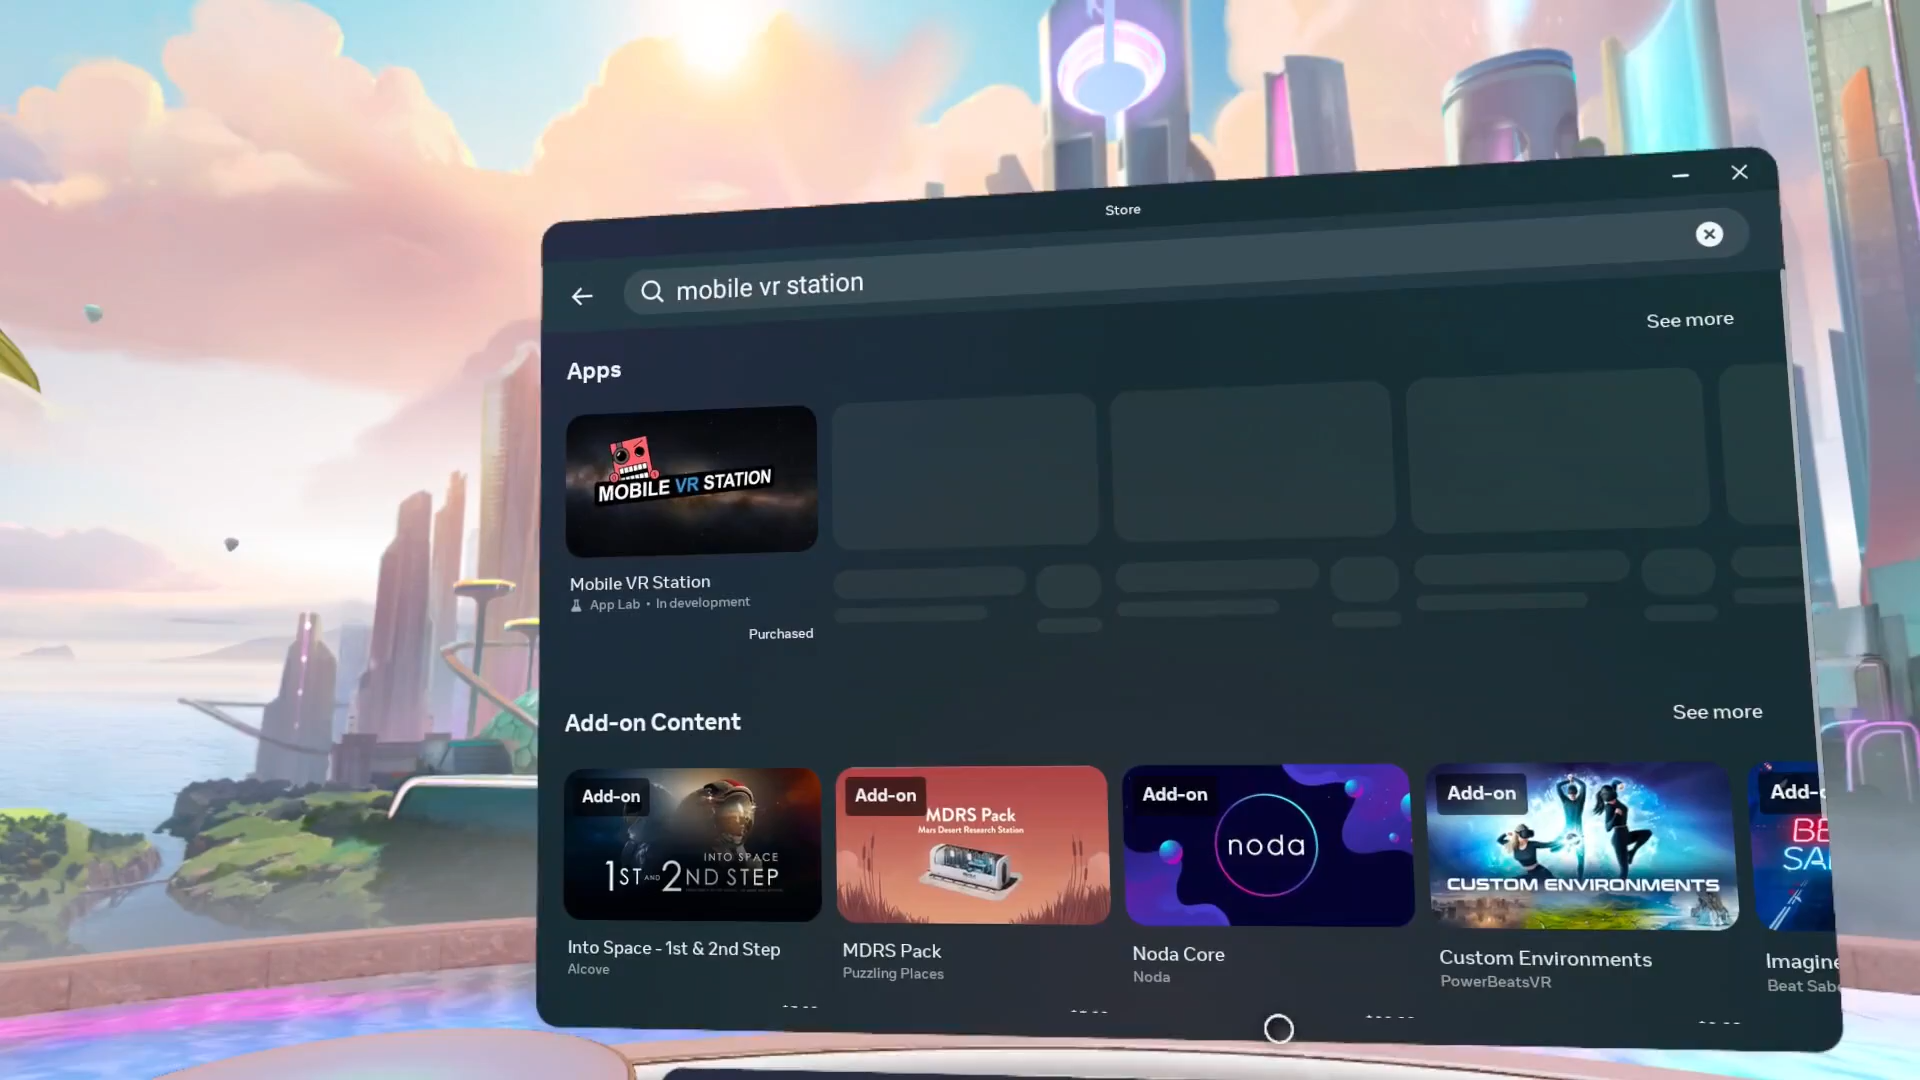 Store
mobile vr station
See more
Apps
MOBILE VR STATION
Mobile VR Station
App Lab • In development
Purchased
Add-on Content
See more
Add-on
INTO SPACE
1ST AND 2ND STEP
Into Space - 1st & 2nd Step
Alcove
Add-on
MDRS Pack
Mars Desert Research Station
MDRS Pack
Puzzling Places
Add-on
noda
Noda Core
Noda
Add-on
CUSTOM ENVIRONMENTS
Custom Environments
PowerBeatsVR
Imagine